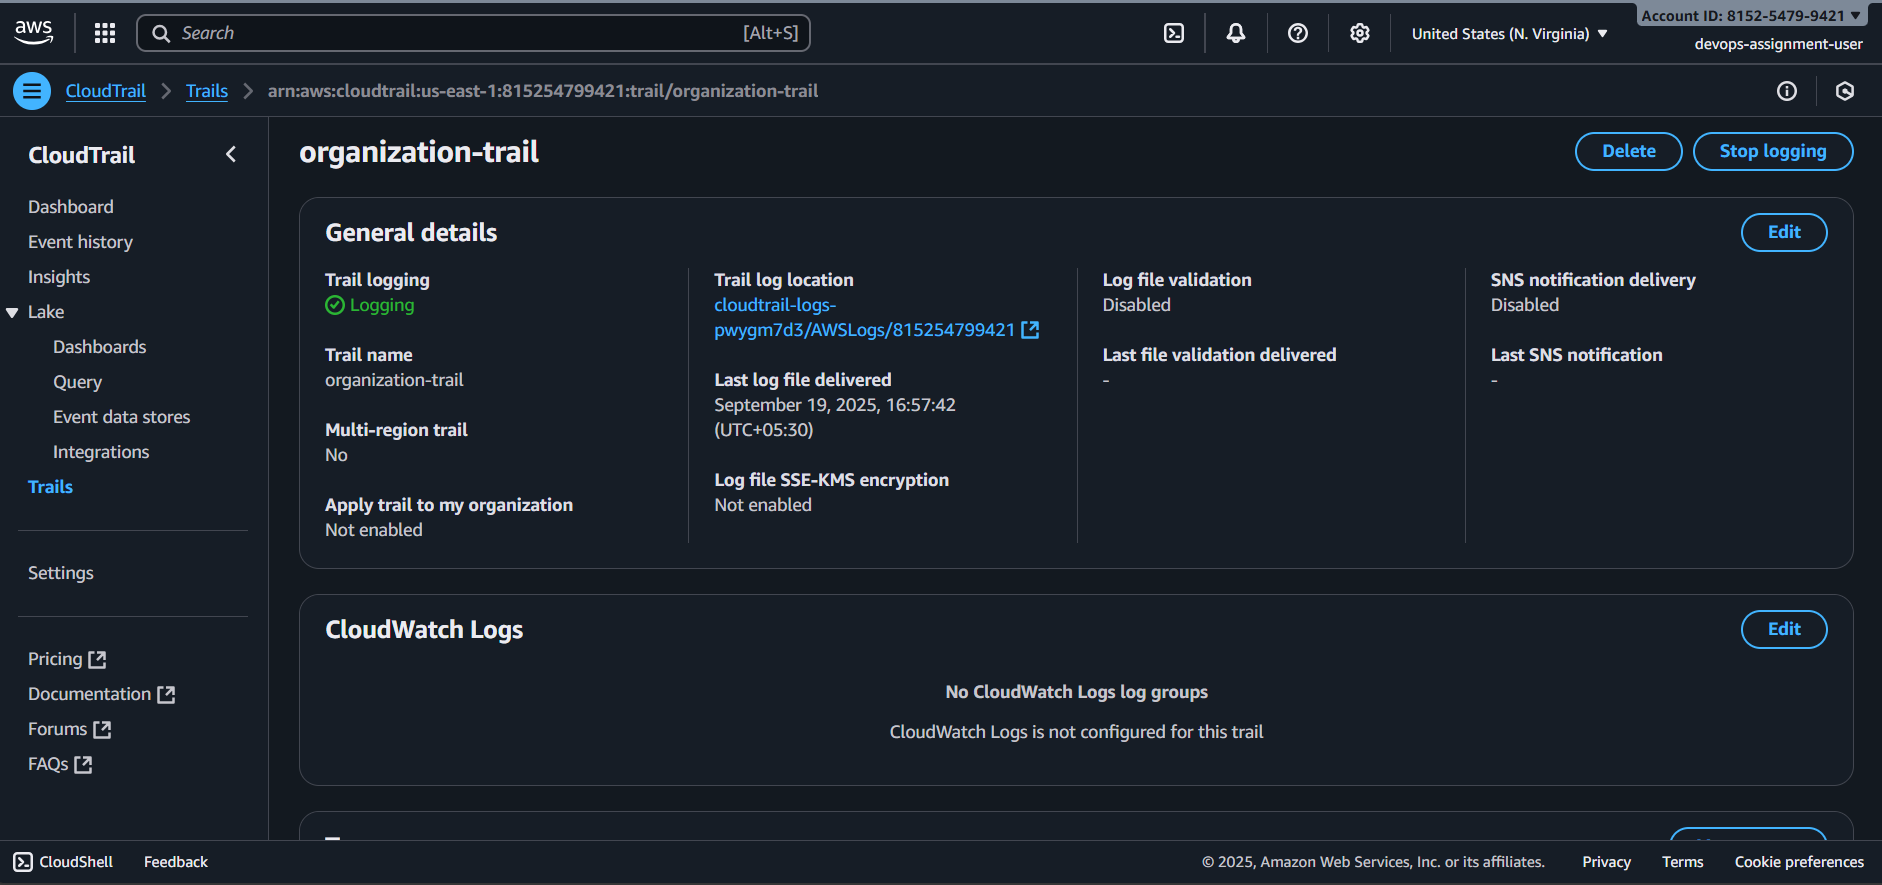 aws
Search [Alt+S]
United States (N. Virginia)
Account ID: 8152-5479-9421
devops-assignment-user
CloudTrail
Trails
arn:aws:cloudtrail:us-east-1:815254799421:trail/organization-trail
CloudTrail
Dashboard
Event history
Insights
Lake
Dashboards
Query
Event data stores
Integrations
Trails
Settings
Pricing
Documentation
Forums
FAQs
organization-trail
Delete
Stop logging
General details
Edit
Trail logging
Logging
Trail name
organization-trail
Multi-region trail
No
Apply trail to my organization
Not enabled
Trail log location
cloudtrail-logs-
pwygm7d3/AWSLogs/815254799421
Last log file delivered
September 19, 2025, 16:57:42
(UTC+05:30)
Log file SSE-KMS encryption
Not enabled
Log file validation
Disabled
Last file validation delivered
-
SNS notification delivery
Disabled
Last SNS notification
-
CloudWatch Logs
Edit
No CloudWatch Logs log groups
CloudWatch Logs is not configured for this trail
CloudShell
Feedback
© 2025, Amazon Web Services, Inc. or its affiliates.
Privacy
Terms
Cookie preferences